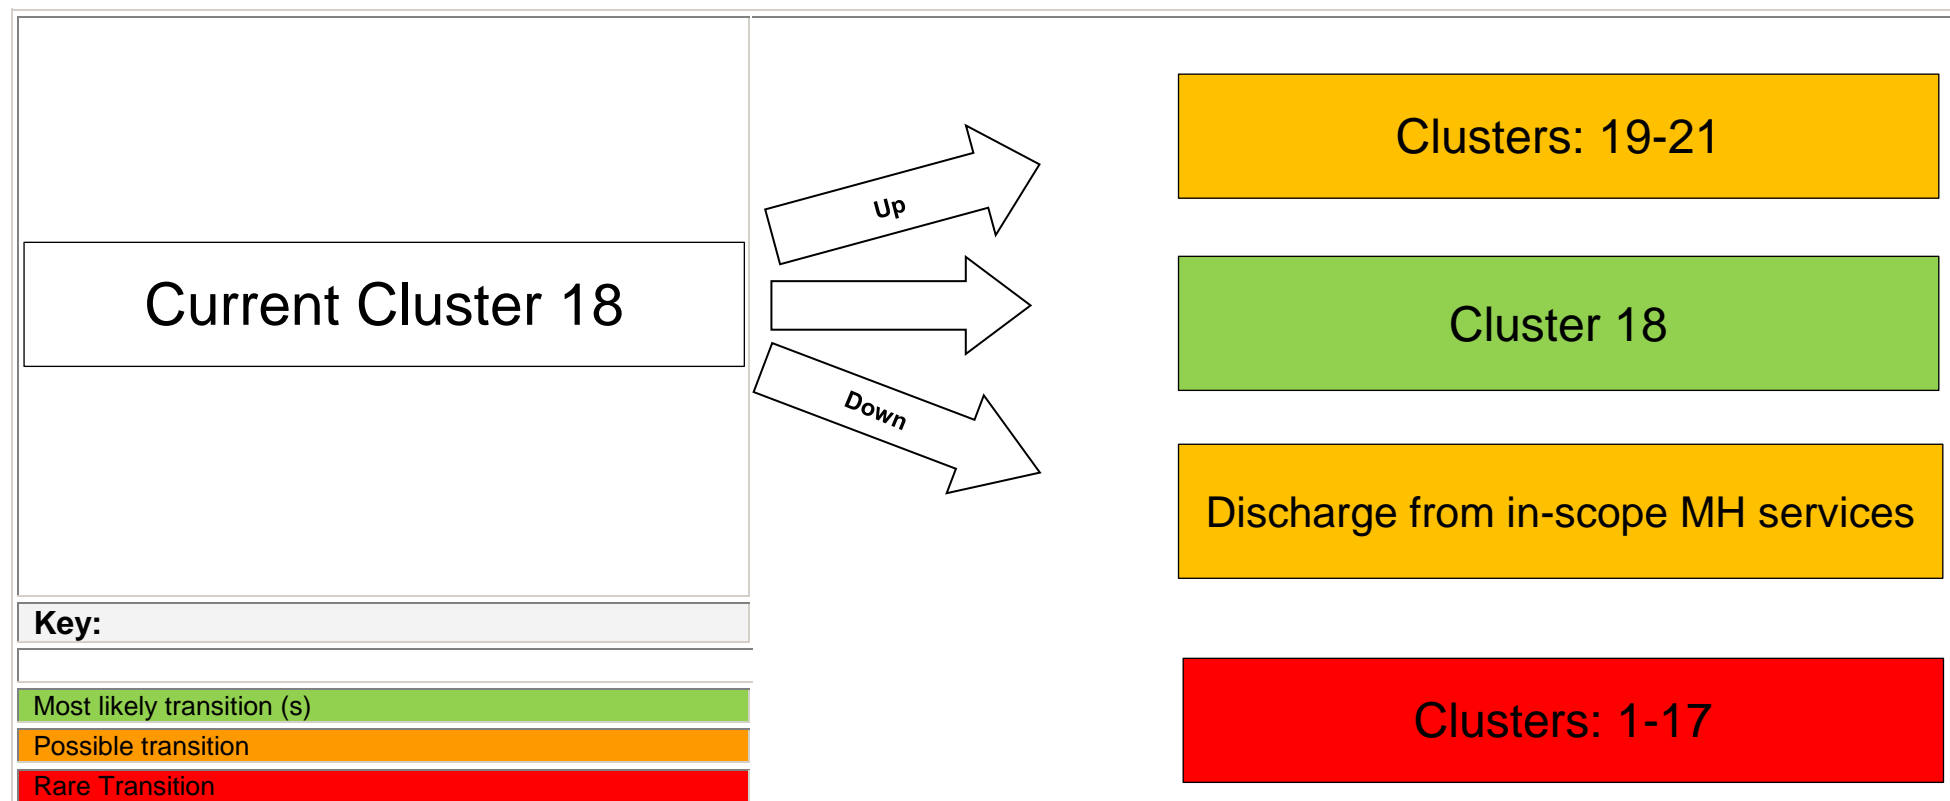 Current Cluster 18
Up
Down
Clusters: 19-21
Cluster 18
Discharge from in-scope MH services
Clusters: 1-17
Key:
Most likely transition (s)
Possible transition
Rare Transition